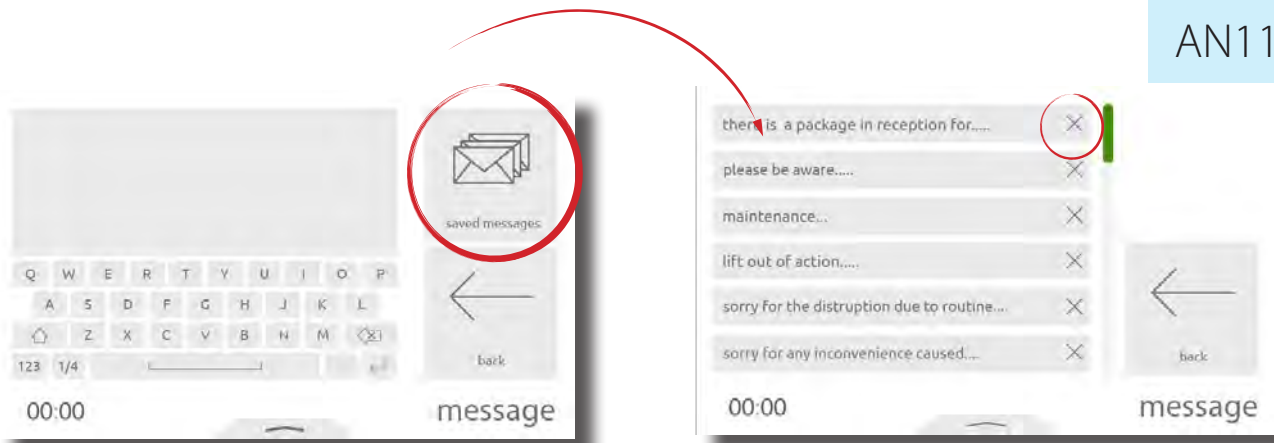 AN11
saved messages
Q W E R T Y U I O P
A S D F G H J K L
Z X C V B N M
123 1/4
back
00:00
message
there is a package in reception for.....
please be aware.....
maintenance...
lift out of action.....
sorry for the distruption due to routine...
sorry for any inconvenience caused....
back
00:00
message